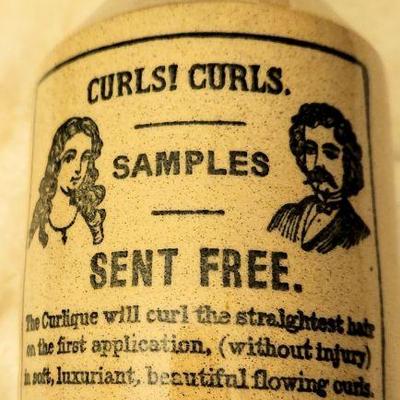 CURLS! CURLS.
SAMPLES
SENT FREE.
The Curlique will curl the straightest hair
on the first application, (without injury)
in soft, luxuriant, beautiful flowing curls.